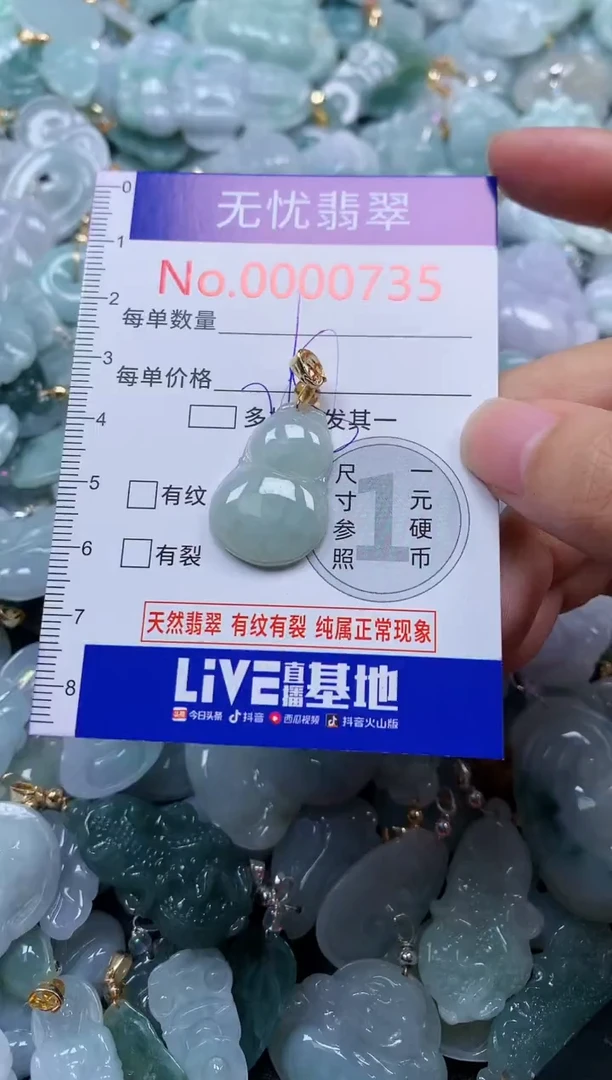 无忧翡翠
No.0000735
每单数量
每单价格
多 发其一
有纹
有裂
尺寸参照
1
一元硬币
天然翡翠 有纹有裂 纯属正常现象
LiVE直播基地
今日头条 抖音 西瓜视频 抖音火山版
0
1
2
3
4
5
6
7
8